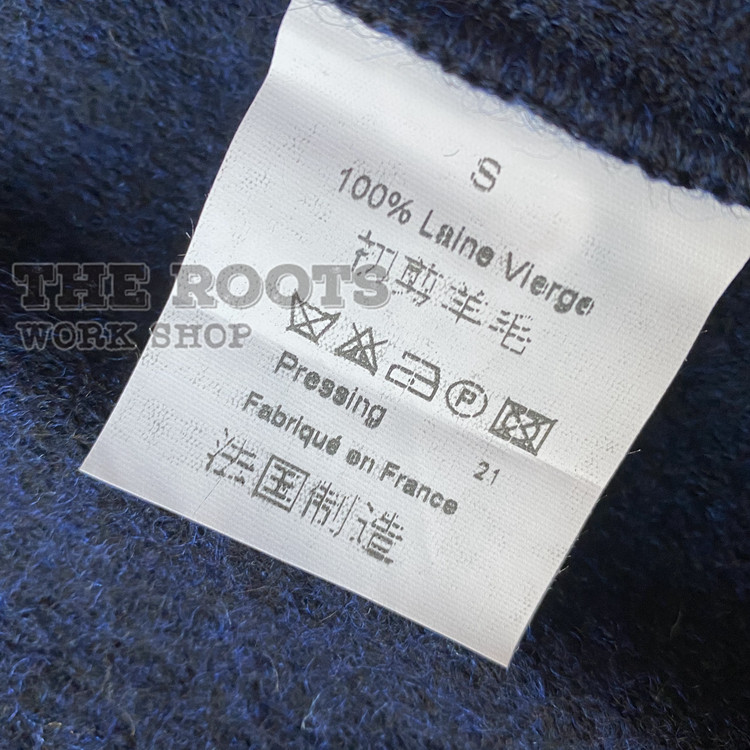 S
100% Laine Vierge
初剪羊毛
P
Pressing
21
Fabriqué en France
法国制造
THE ROOTS
WORK SHOP